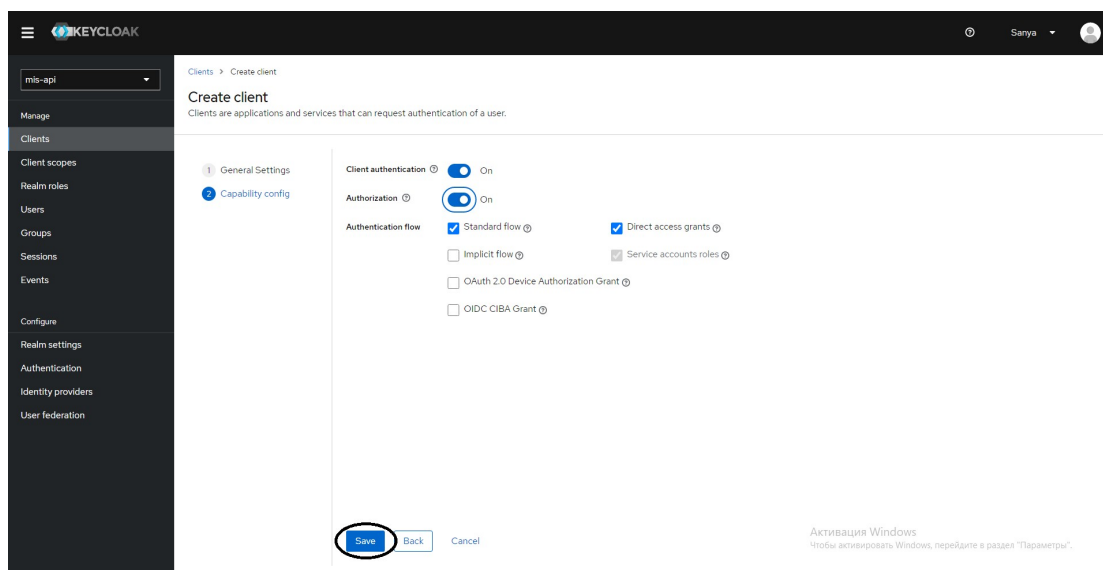 KEYCLOAK
Sanya
mis-api
Manage
Clients
Client scopes
Realm roles
Users
Groups
Sessions
Events
Configure
Realm settings
Authentication
Identity providers
User federation
Clients > Create client
Create client
Clients are applications and services that can request authentication of a user.
1 General Settings
2 Capability config
Client authentication On
Authorization On
Authentication flow Standard flow Direct access grants
Implicit flow Service accounts roles
OAuth 2.0 Device Authorization Grant
OIDC CIBA Grant
Save Back Cancel
Активация Windows
Чтобы активировать Windows, перейдите в раздел "Параметры".